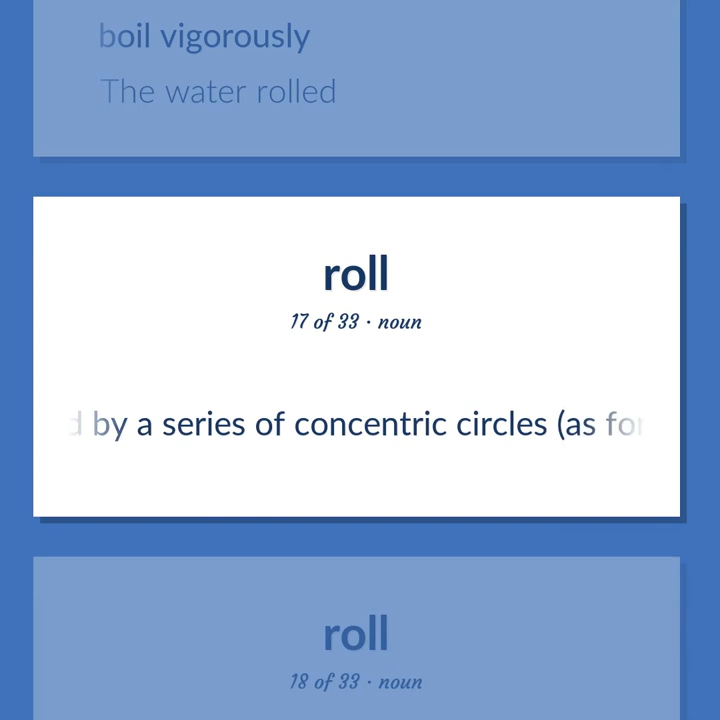 boil vigorously
The water rolled
roll
17 of 33 · noun
by a series of concentric circles (as
roll
18 of 33 · noun